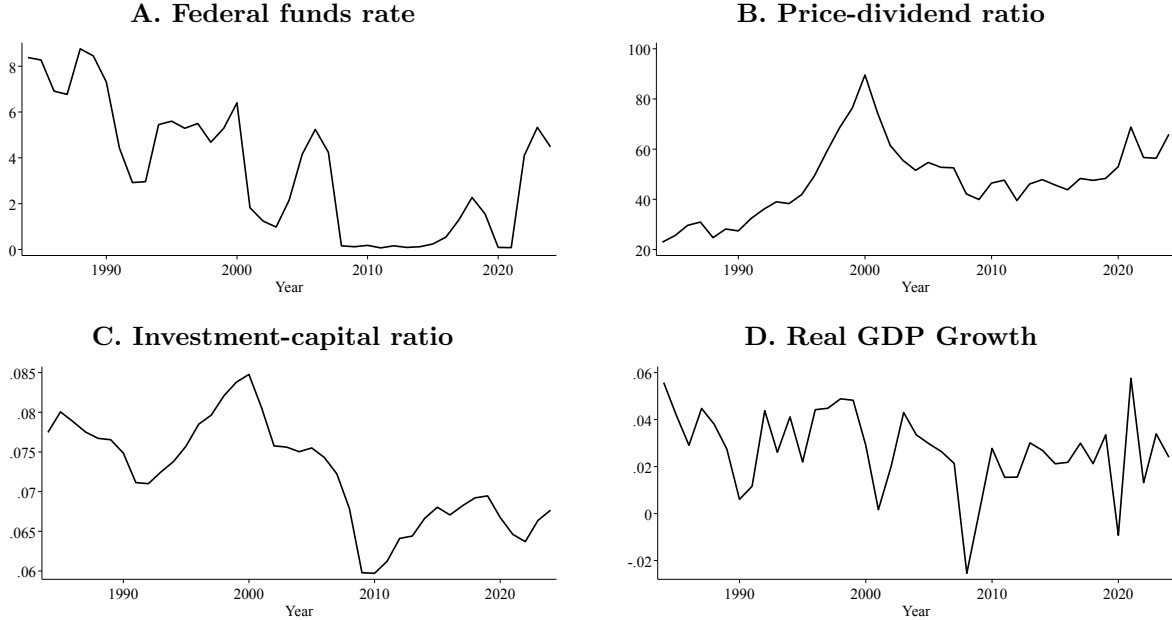 A. Federal funds rate
8
6
4
2
0
1990 2000 2010 2020
Year
B. Price-dividend ratio
100
80
60
40
20
1990 2000 2010 2020
Year
C. Investment-capital ratio
.085
.08
.075
.07
.065
.06
1990 2000 2010 2020
Year
D. Real GDP Growth
.06
.04
.02
0
-.02
1990 2000 2010 2020
Year